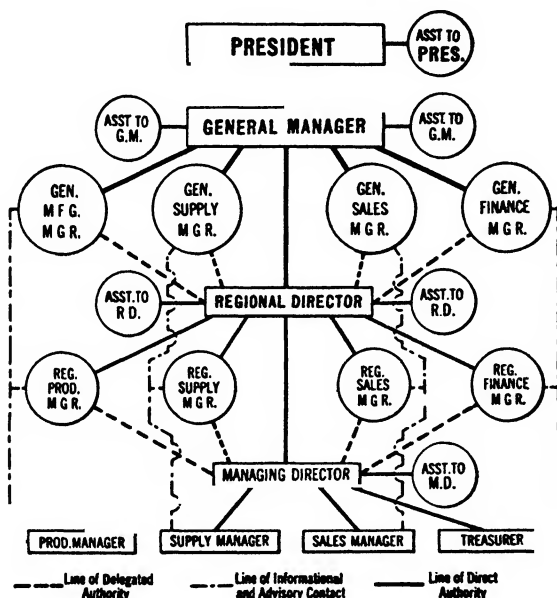 PRESIDENT
ASST TO
PRES.
ASST TO
G.M.
GENERAL MANAGER
ASST TO
G.M.
GEN.
MFG.
MGR.
GEN.
SUPPLY
MGR.
GEN.
SALES
MGR.
GEN.
FINANCE
MGR.
ASST.TO
R D.
REGIONAL DIRECTOR
ASST.TO
R D.
REG.
PROD.
MGR.
REG.
SUPPLY
MGR.
REG.
SALES
MGR.
REG.
FINANCE
MGR.
MANAGING DIRECTOR
ASST.TO
M.D.
PROD.MANAGER
SUPPLY MANAGER
SALES MANAGER
TREASURER
Line of Delegated
Authority
Line of Informational
and Advisory Contact
Line of Direct
Authority